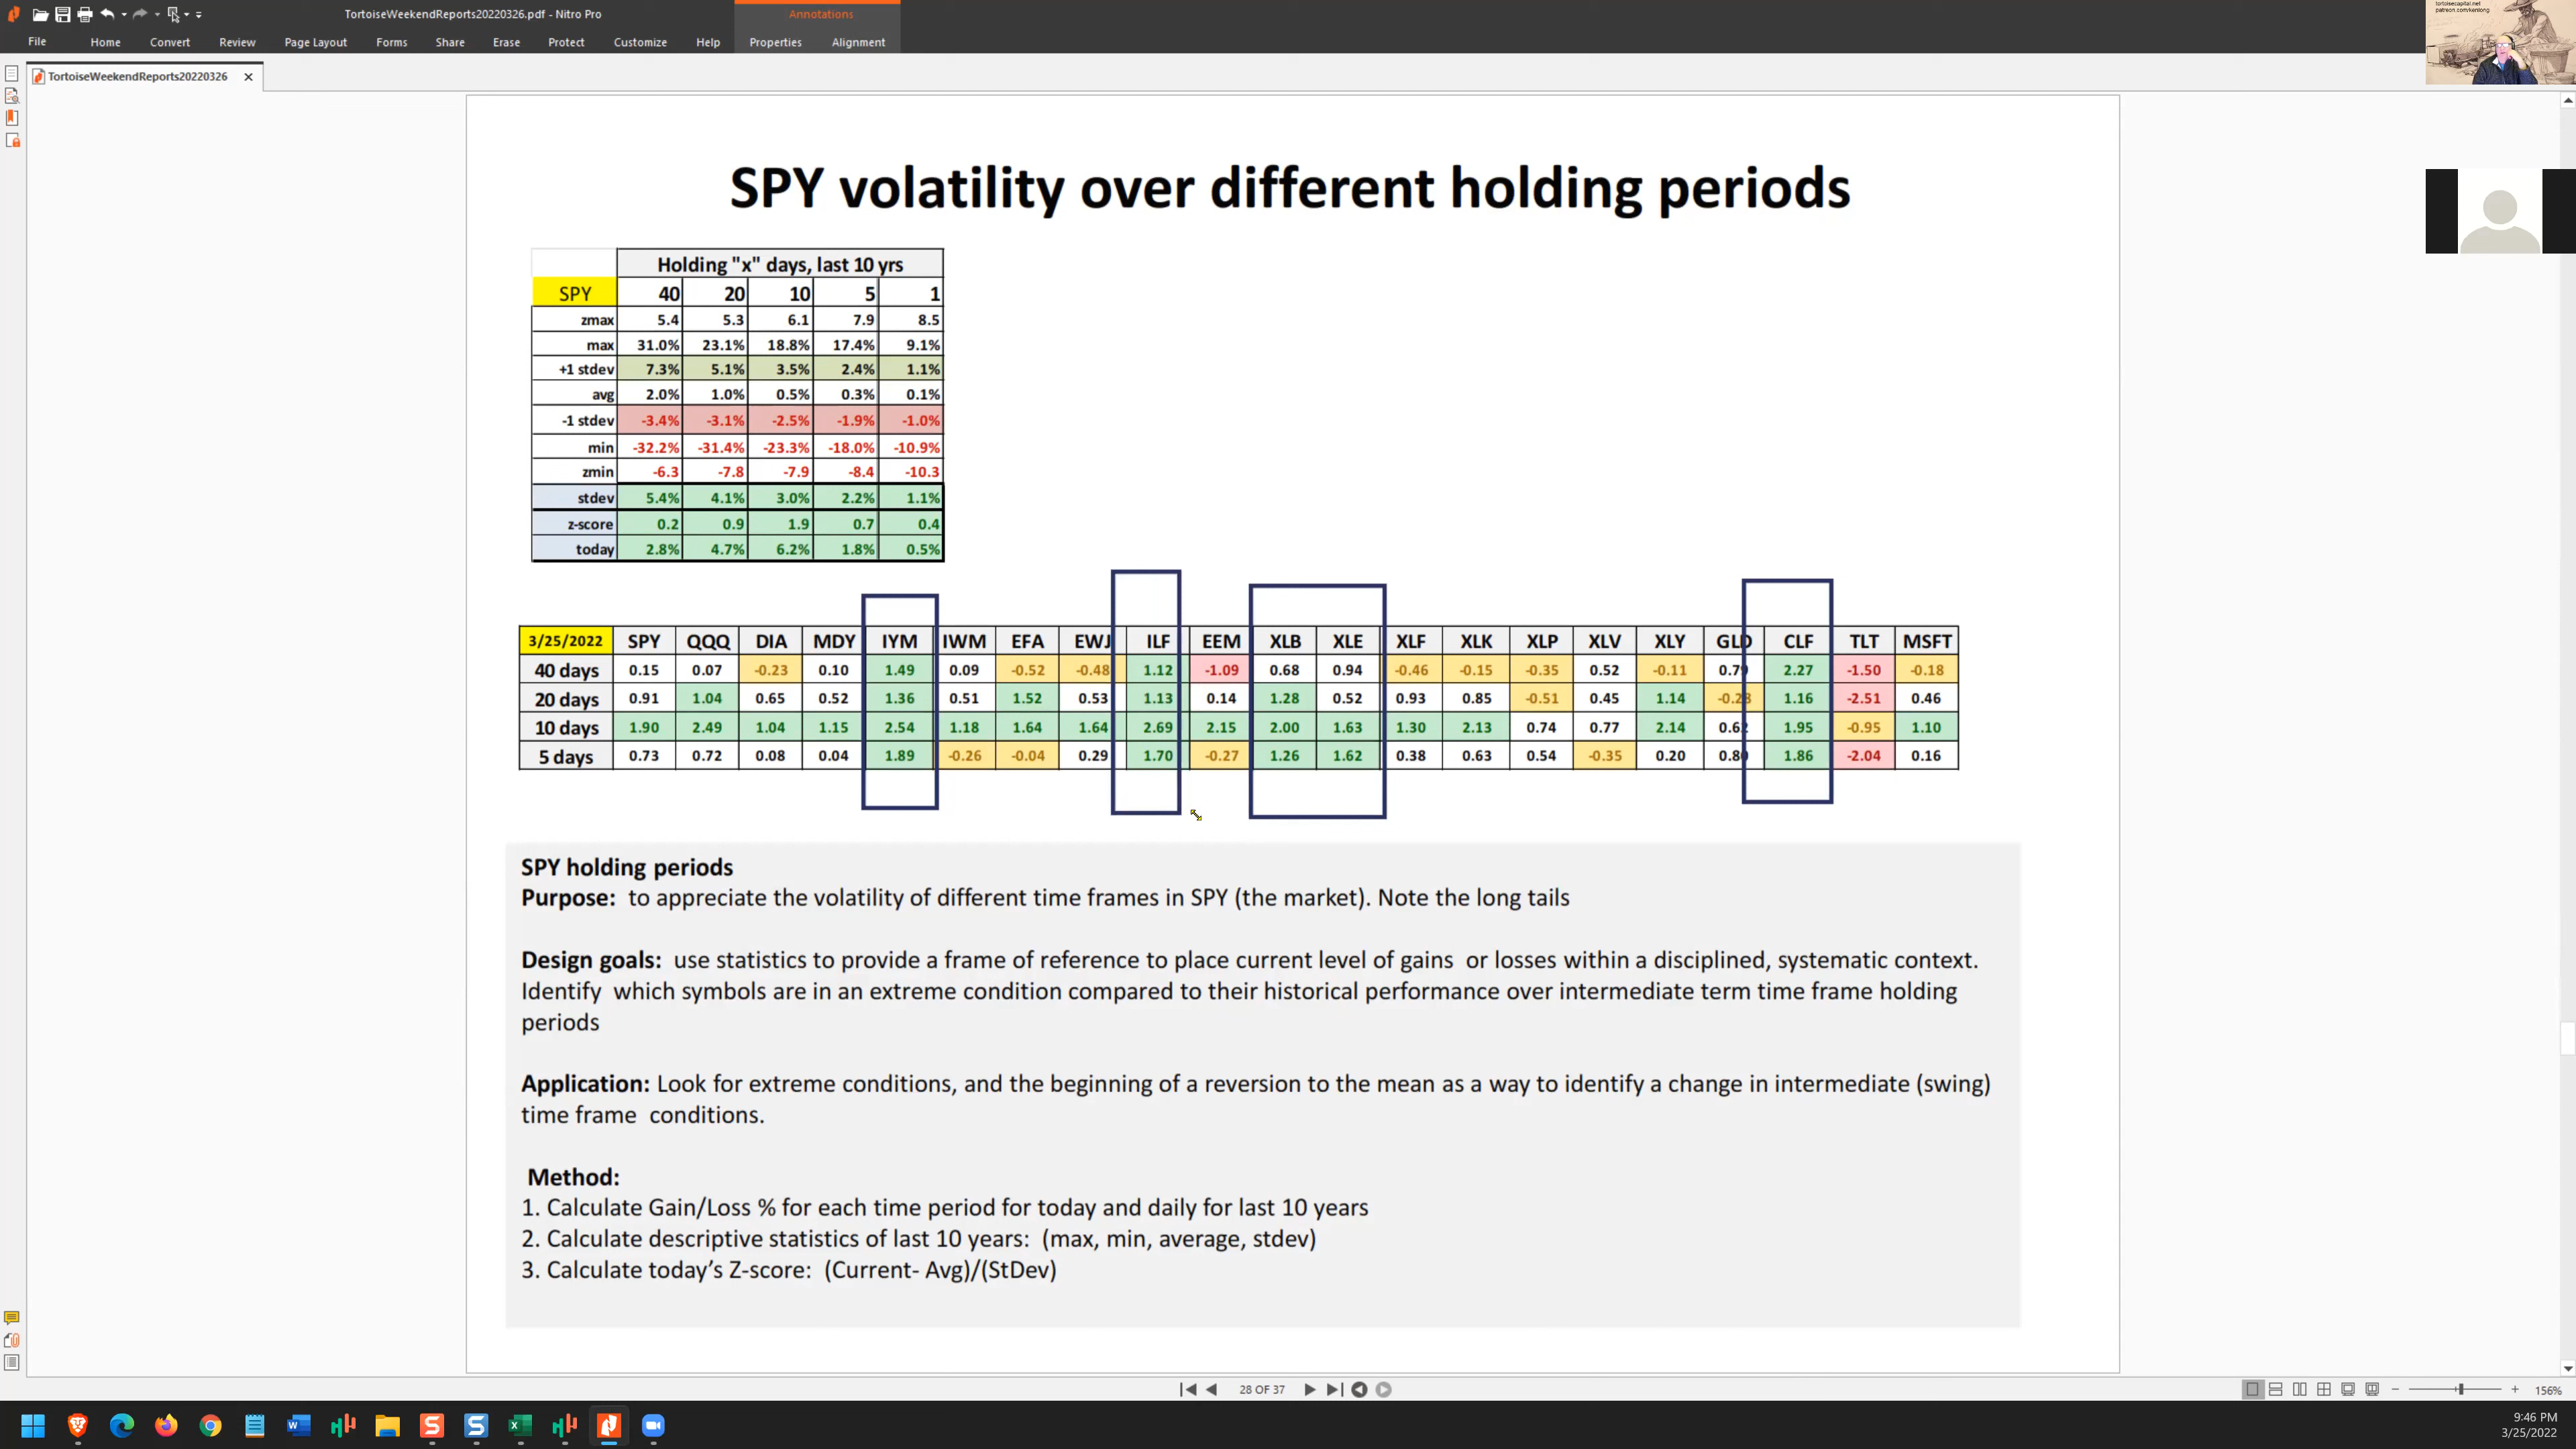 TortoiseWeekendReports20220326.pdf - Nitro Pro
Annotations
File Home Convert Review Page Layout Forms Share Erase Protect Customize Help Properties Alignment
TortoiseWeekendReports20220326
tortoisecapital.net
patreon.com/kenlong
SPY volatility over different holding periods
Holding "x" days, last 10 yrs
SPY 40 20 10 5 1
zmax 5.4 5.3 6.1 7.9 8.5
max 31.0% 23.1% 18.8% 17.4% 9.1%
+1 stdev 7.3% 5.1% 3.5% 2.4% 1.1%
avg 2.0% 1.0% 0.5% 0.3% 0.1%
-1 stdev -3.4% -3.1% -2.5% -1.9% -1.0%
min -32.2% -31.4% -23.3% -18.0% -10.9%
zmin -6.3 -7.8 -7.9 -8.4 -10.3
stdev 5.4% 4.1% 3.0% 2.2% 1.1%
z-score 0.2 0.9 1.9 0.7 0.4
today 2.8% 4.7% 6.2% 1.8% 0.5%
3/25/2022 SPY QQQ DIA MDY IYM IWM EFA EWJ ILF EEM XLB XLE XLF XLK XLP XLV XLY GLD CLF TLT MSFT
40 days 0.15 0.07 -0.23 0.10 1.49 0.09 -0.52 -0.48 1.12 -1.09 0.68 0.94 -0.46 -0.15 -0.35 0.52 -0.11 0.79 2.27 -1.50 -0.18
20 days 0.91 1.04 0.65 0.52 1.36 0.51 1.52 0.53 1.13 0.14 1.28 0.52 0.93 0.85 -0.51 0.45 1.14 1.16 -2.51 0.46
10 days 1.90 2.49 1.04 1.15 2.54 1.18 1.64 1.64 2.69 2.15 2.00 1.63 1.30 2.13 0.74 0.77 2.14 1.95 -0.95 1.10
5 days 0.73 0.72 0.08 0.04 1.89 -0.26 -0.04 0.29 1.70 -0.27 1.26 1.62 0.38 0.63 0.54 -0.35 0.20 1.86 -2.04 0.16
SPY holding periods
Purpose: to appreciate the volatility of different time frames in SPY (the market). Note the long tails
Design goals: use statistics to provide a frame of reference to place current level of gains or losses within a disciplined, systematic context.
Identify which symbols are in an extreme condition compared to their historical performance over intermediate term time frame holding
periods
Application: Look for extreme conditions, and the beginning of a reversion to the mean as a way to identify a change in intermediate (swing)
time frame conditions.
Method:
1. Calculate Gain/Loss % for each time period for today and daily for last 10 years
2. Calculate descriptive statistics of last 10 years: (max, min, average, stdev)
3. Calculate today's Z-score: (Current- Avg)/(StDev)
28 OF 37
156%
9:46 PM
3/25/2022